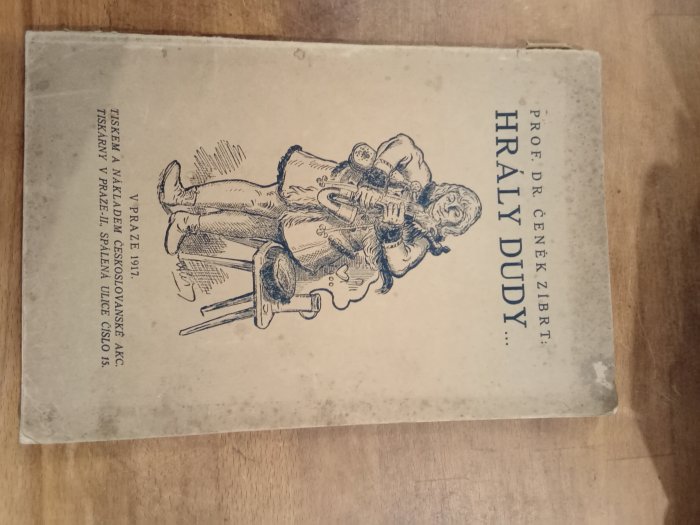 PROF. DR. ČENĚK ZÍBRT:
HRÁLY DUDY...
V PRAZE 1917.
TISKEM A NÁKLADEM ČESKOSLOVANSKÉ AKC.
TISKÁRNY V PRAZE-II, SPÁLENÁ ULICE ČÍSLO 15.